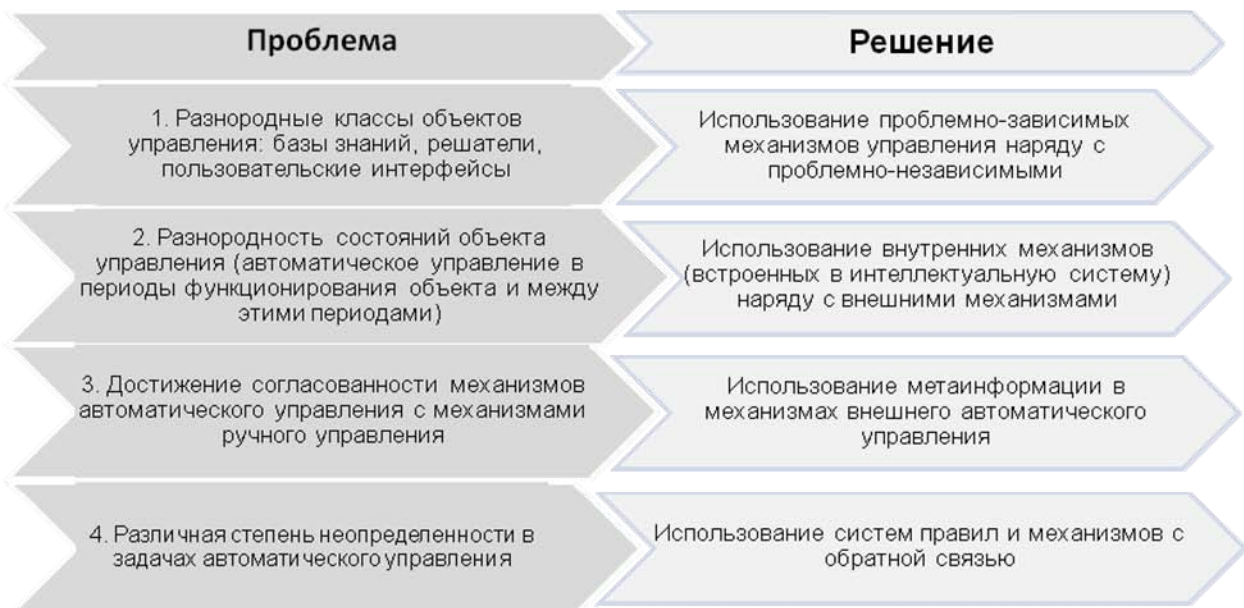 Проблема
Решение
1. Разнородные классы объектов
управления: базы знаний, решатели,
пользовательские интерфейсы
Использование проблемно-зависимых
механизмов управления наряду с
проблемно-независимыми
2. Разнородность состояний объекта
управления (автоматическое управление в
периоды функционирования объекта и между
этими периодами)
Использование внутренних механизмов
(встроенных в интеллектуальную систему)
наряду с внешними механизмами
3. Достижение согласованности механизмов
автоматического управления с механизмами
ручного управления
Использование метаинформации в
механизмах внешнего автоматического
управления
4. Различная степень неопределенности в
задачах автоматического управления
Использование систем правил и механизмов с
обратной связью